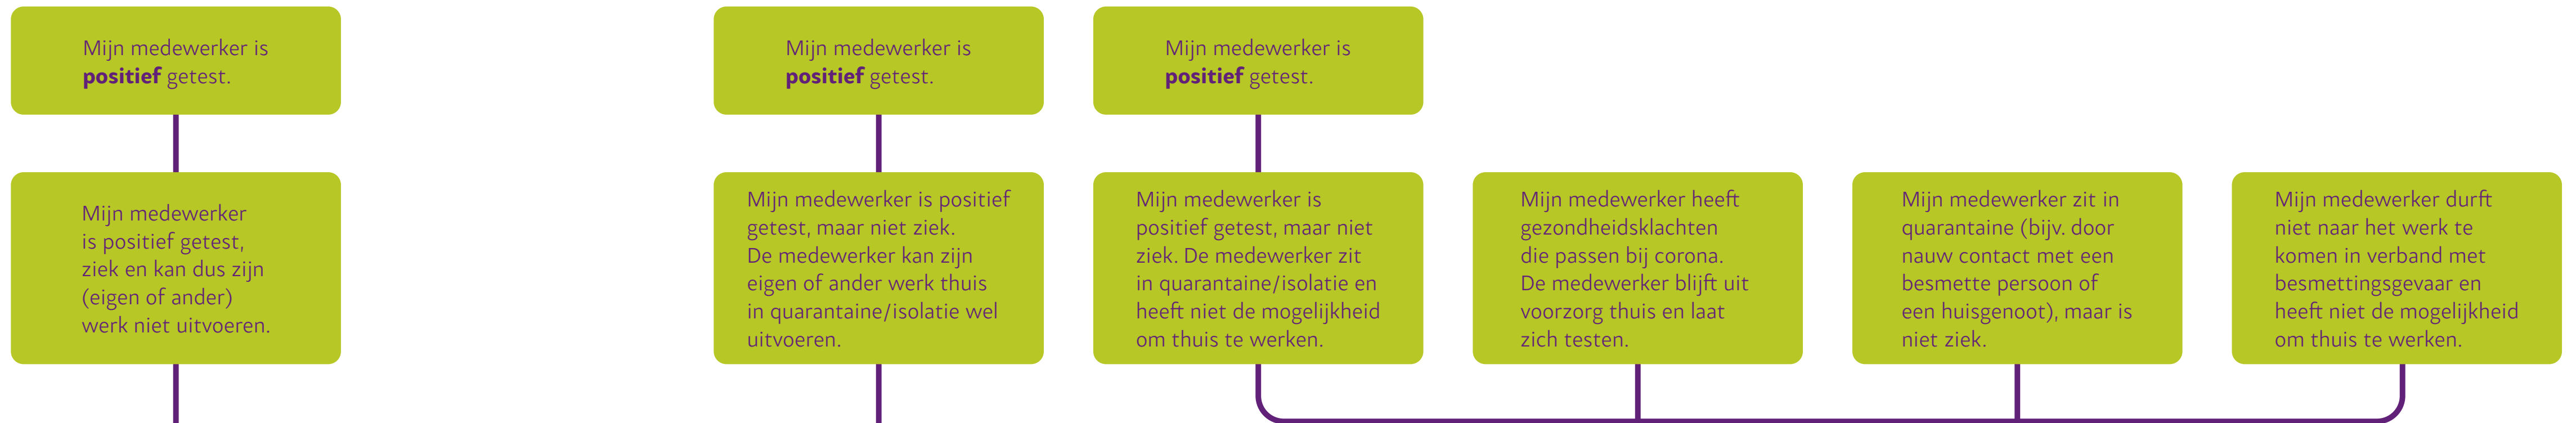 Mijn medewerker is
positief getest.
Mijn medewerker is
positief getest.
Mijn medewerker is
positief getest.
Mijn medewerker
is positief getest,
ziek en kan dus zijn
(eigen of ander)
werk niet uitvoeren.
Mijn medewerker is positief
getest, maar niet ziek.
De medewerker kan zijn
eigen of ander werk thuis
in quarantaine/isolatie wel
uitvoeren.
Mijn medewerker is
positief getest, maar niet
ziek. De medewerker zit
in quarantaine/isolatie en
heeft niet de mogelijkheid
om thuis te werken.
Mijn medewerker heeft
gezondheidsklachten
die passen bij corona.
De medewerker blijft uit
voorzorg thuis en laat
zich testen.
Mijn medewerker zit in
quarantaine (bijv. door
nauw contact met een
besmette persoon of
een huisgenoot), maar is
niet ziek.
Mijn medewerker durft
niet naar het werk te
komen in verband met
besmettingsgevaar en
heeft niet de mogelijkheid
om thuis te werken.